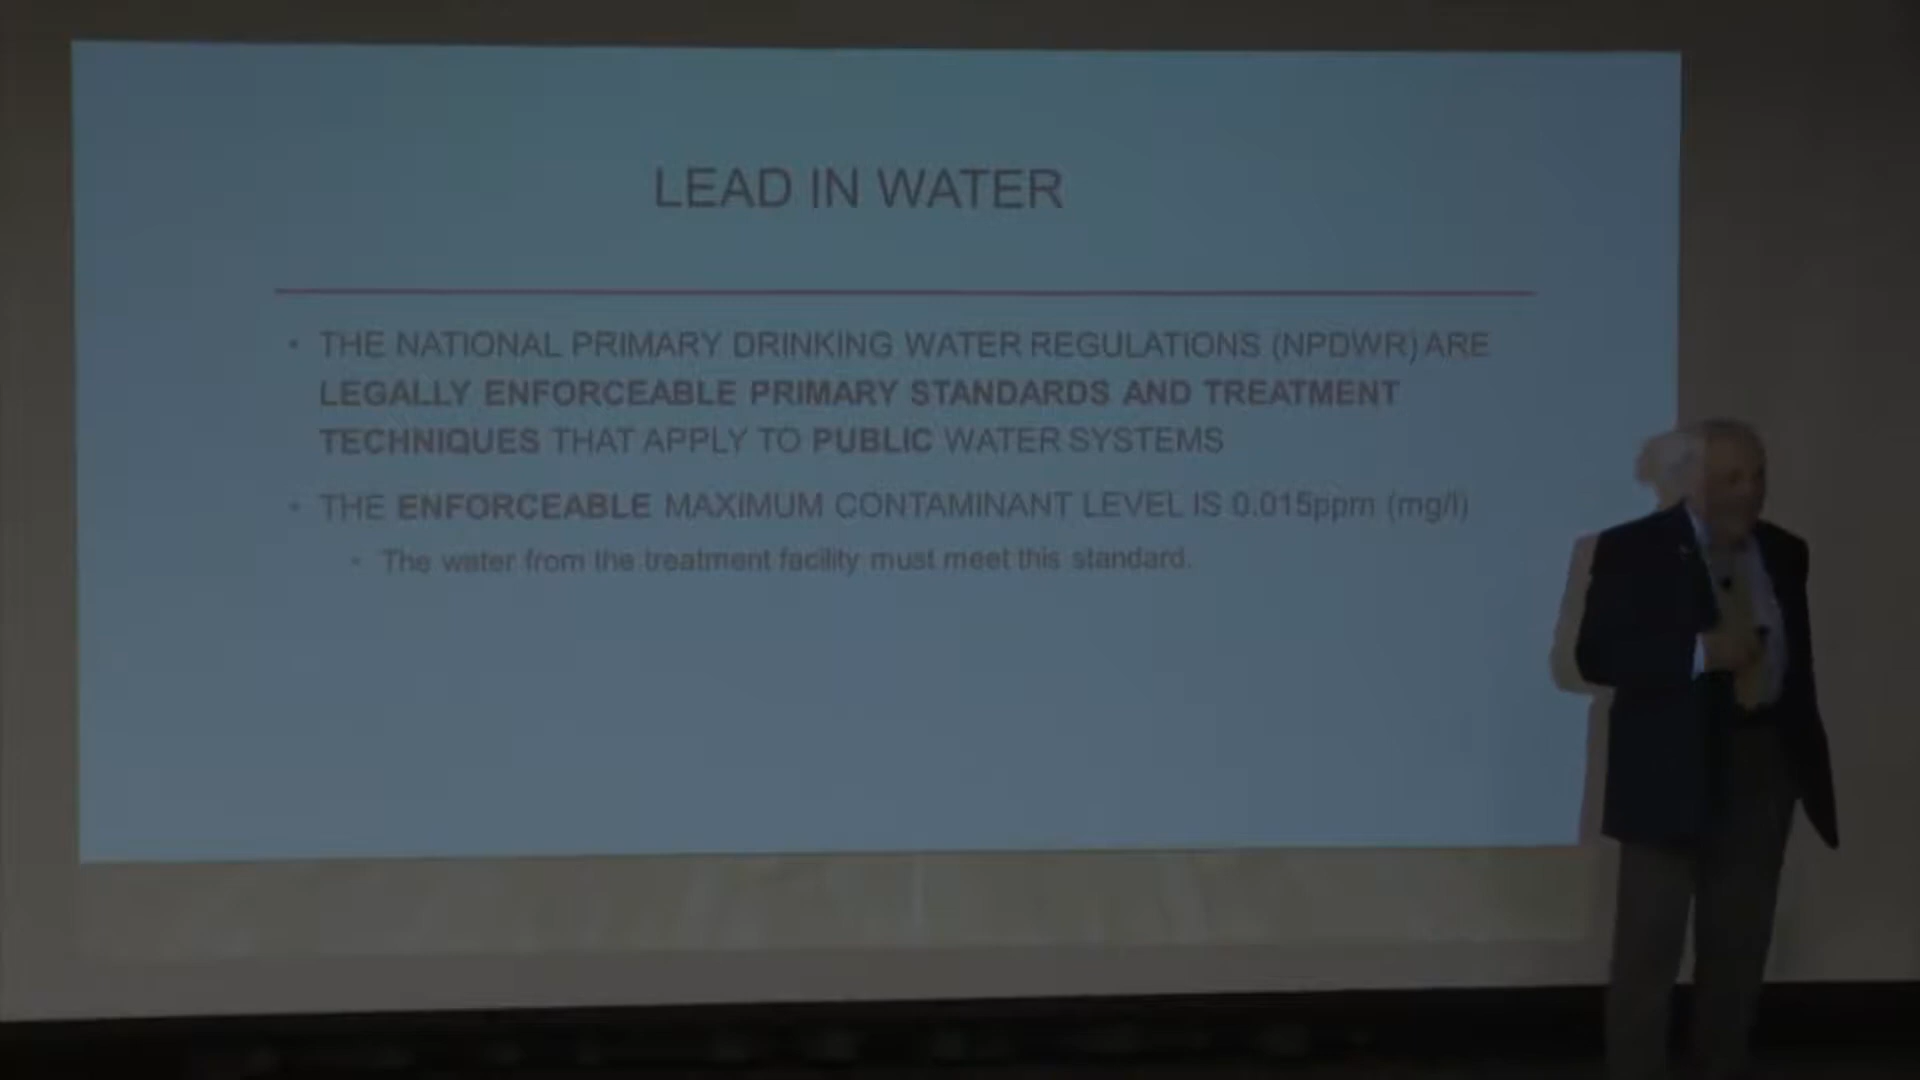 LEAD IN WATER
• THE NATIONAL PRIMARY DRINKING WATER REGULATIONS (NPDWR) ARE
LEGALLY ENFORCEABLE PRIMARY STANDARDS AND TREATMENT
TECHNIQUES THAT APPLY TO PUBLIC WATER SYSTEMS
• THE ENFORCEABLE MAXIMUM CONTAMINANT LEVEL IS 0.015ppm (mg/l)
• The water from the treatment facility must meet this standard.